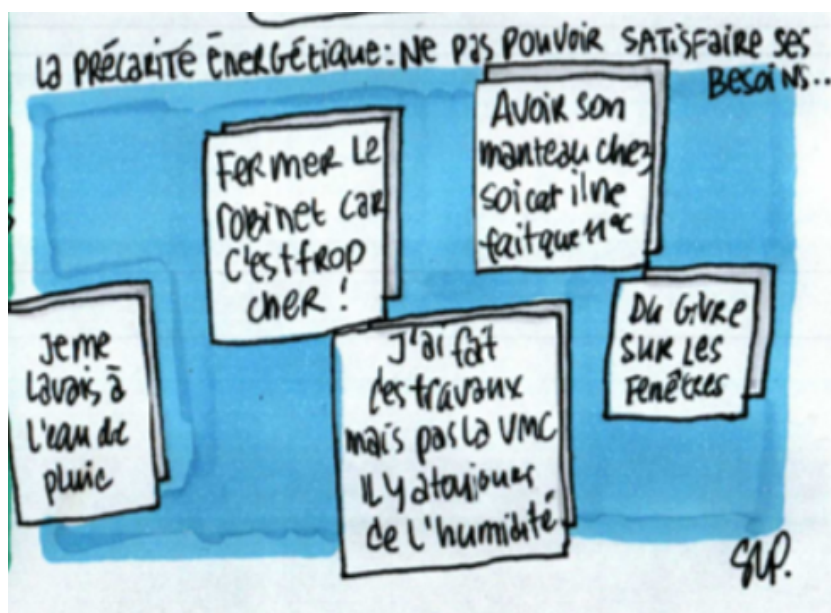 La PRÉCARITÉ ÉNERGÉTIQUE: NE PAS POUVOIR SATISFAIRE SES
BESOINS...
FERMER LE
robinet CAR
C'EST TROP
CHER !
AVOIR SON
manteau chez
soi car il ne
fait que 11°C
Je me
Lavais à
l'eau de
pluie
J'ai fait
des travaux
mais pas la VMC
IL Y a toujours
de l'humidité
DU GIVRE
SUR LES
FENÊTRES